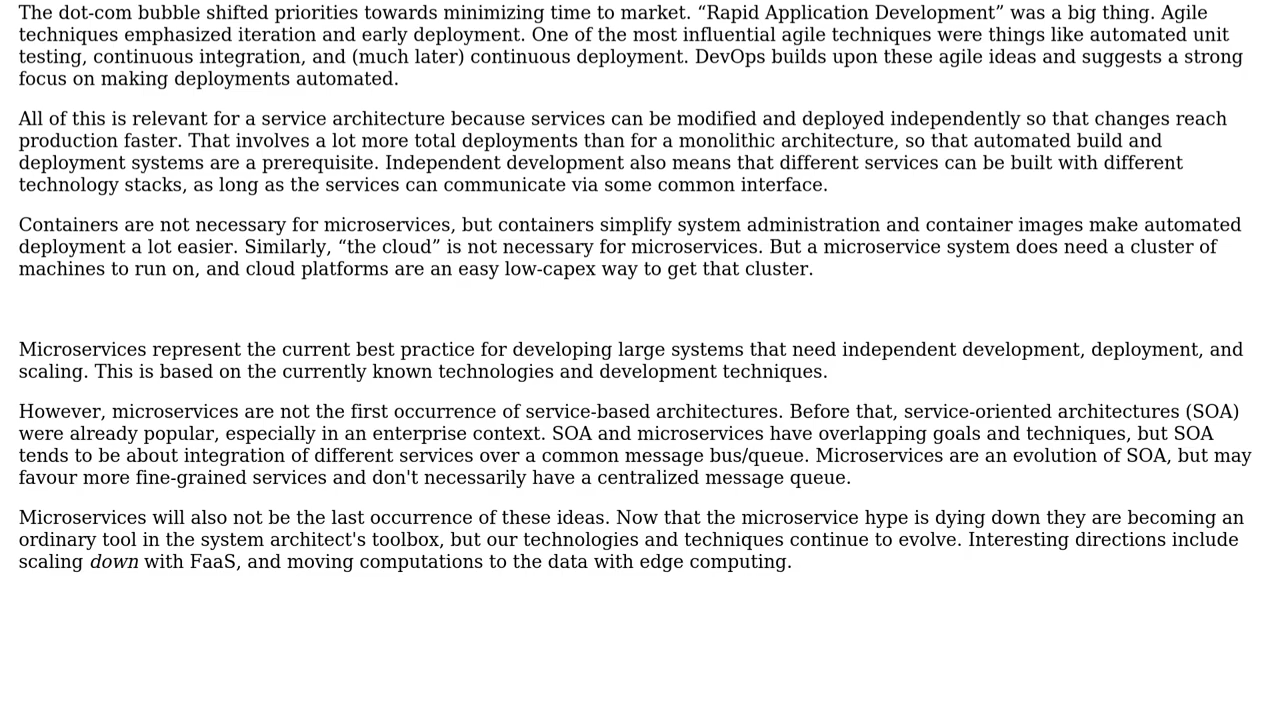 The dot-com bubble shifted priorities towards minimizing time to market. “Rapid Application Development” was a big thing. Agile
techniques emphasized iteration and early deployment. One of the most influential agile techniques were things like automated unit
testing, continuous integration, and (much later) continuous deployment. DevOps builds upon these agile ideas and suggests a strong
focus on making deployments automated.
All of this is relevant for a service architecture because services can be modified and deployed independently so that changes reach
production faster. That involves a lot more total deployments than for a monolithic architecture, so that automated build and
deployment systems are a prerequisite. Independent development also means that different services can be built with different
technology stacks, as long as the services can communicate via some common interface.
Containers are not necessary for microservices, but containers simplify system administration and container images make automated
deployment a lot easier. Similarly, “the cloud” is not necessary for microservices. But a microservice system does need a cluster of
machines to run on, and cloud platforms are an easy low-capex way to get that cluster.
Microservices represent the current best practice for developing large systems that need independent development, deployment, and
scaling. This is based on the currently known technologies and development techniques.
However, microservices are not the first occurrence of service-based architectures. Before that, service-oriented architectures (SOA)
were already popular, especially in an enterprise context. SOA and microservices have overlapping goals and techniques, but SOA
tends to be about integration of different services over a common message bus/queue. Microservices are an evolution of SOA, but may
favour more fine-grained services and don't necessarily have a centralized message queue.
Microservices will also not be the last occurrence of these ideas. Now that the microservice hype is dying down they are becoming an
ordinary tool in the system architect's toolbox, but our technologies and techniques continue to evolve. Interesting directions include
scaling down with FaaS, and moving computations to the data with edge computing.